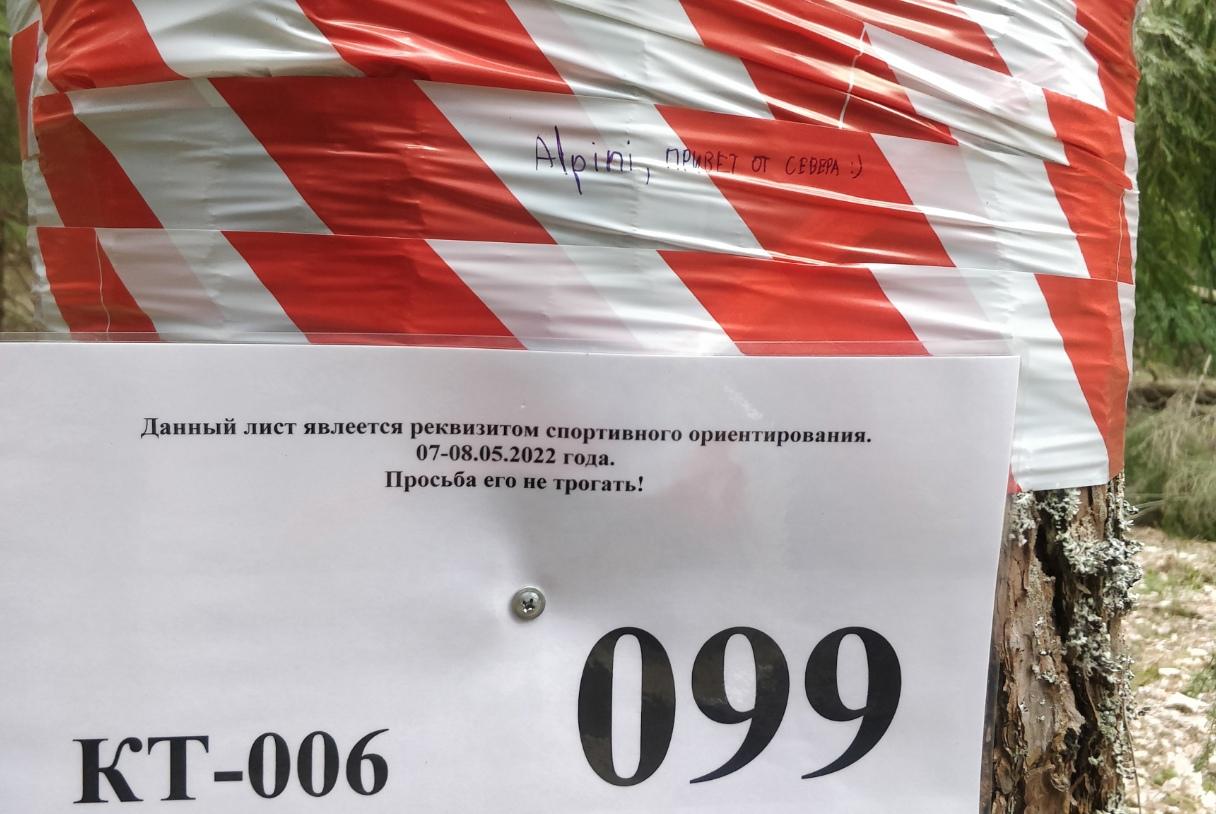 Alpini, ПРИВЕТ ОТ СЕВЕРА :)
Данный лист явлеется реквизитом спортивного ориентирования.
07-08.05.2022 года.
Просьба его не трогать!
099
КТ-006